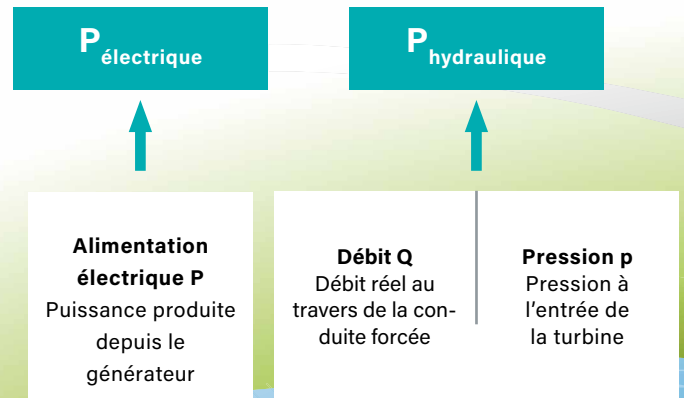 P électrique
P hydraulique
Alimentation
électrique P
Puissance produite
depuis le
générateur
Débit Q
Débit réel au
travers de la con-
duite forcée
Pression p
Pression à
l'entrée de
la turbine